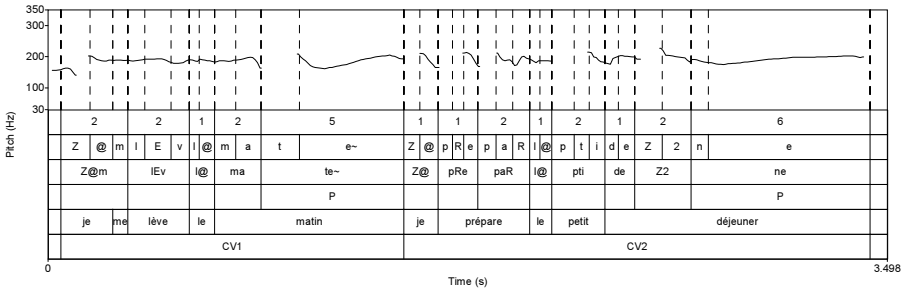 350
300
200
100
30
Pitch (Hz)
2 2 1 2 5 1 1 2 1 2 1 2 6
Z @ m l E v l @ m a t e~ Z @ p R e p a R l @ p t i d e Z 2 n e
Z@m lEv l@ ma te~ Z@ pRe paR l@ pti de Z2 ne
P P
je me lève le matin je prépare le petit déjeuner
CV1 CV2
0 3.498
Time (s)